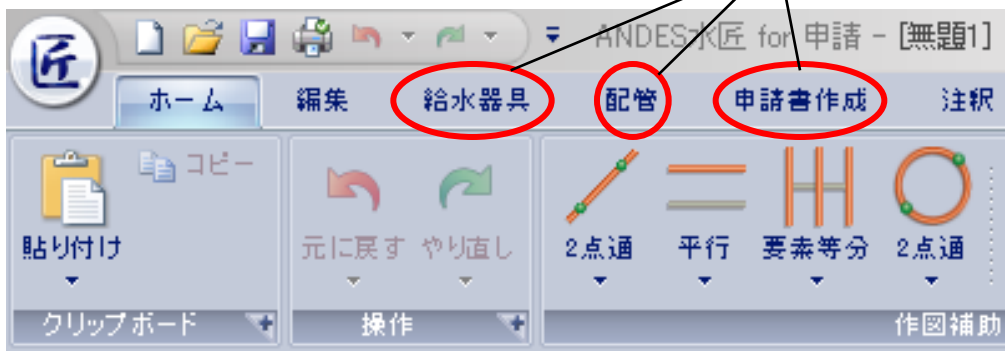 匠 ANDES水匠 for 申請 - [無題1]
ホーム 編集 給水器具 配管 申請書作成 注釈
コピー
貼り付け 元に戻す やり直し 2点通 平行 要素等分 2点通
クリップボード 操作 作図補助